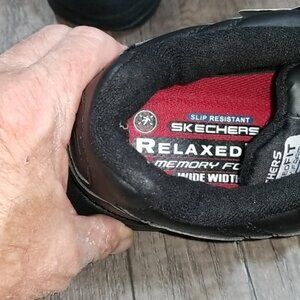 SLIP RESISTANT
SKECHERS
RELAXED
MEMORY FO
WIDE WIDTH